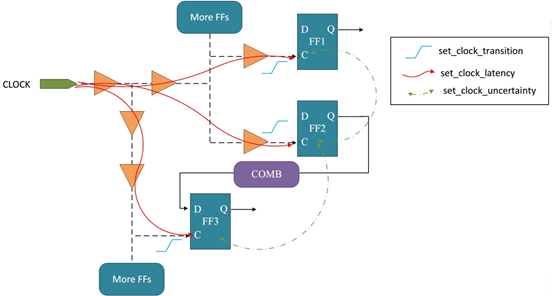 More FFs
D Q
FF1
C
set_clock_transition
set_clock_latency
set_clock_uncertainty
CLOCK
D Q
FF2
C
COMB
D Q
FF3
C
More FFs